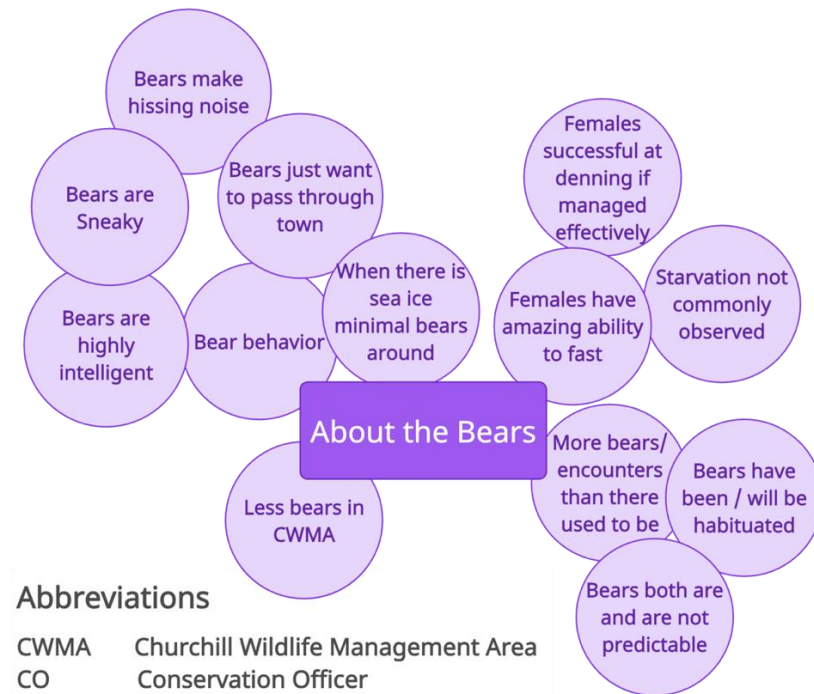 Bears make
hissing noise
Bears are
Sneaky
Bears just want
to pass through
town
Bears are
highly
intelligent
Bear behavior
When there is
sea ice
minimal bears
around
Females
successful at
denning if
managed
effectively
Females have
amazing ability
to fast
Starvation not
commonly
observed
About the Bears
Less bears in
CWMA
More bears/
encounters
than there
used to be
Bears have
been / will be
habituated
Bears both are
and are not
predictable
Abbreviations
CWMA Churchill Wildlife Management Area
CO Conservation Officer